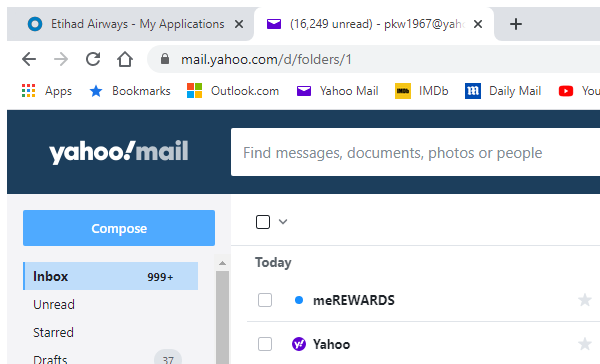 Etihad Airways - My Applications
(16,249 unread) - pkw1967@yah
mail.yahoo.com/d/folders/1
Apps Bookmarks Outlook.com Yahoo Mail IMDb IMDb Daily Mail You
yahoo!mail
Find messages, documents, photos or people
Compose
Inbox 999+
Unread
Starred
Drafts 37
Today
meREWARDS
Yahoo